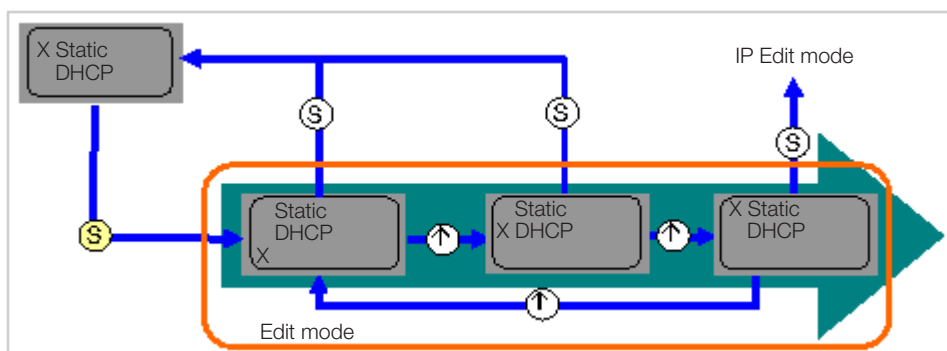 X Static
DHCP
IP Edit mode
S
S
S
Static
DHCP
X
Static
X DHCP
X Static
DHCP
S
↑
↑
↑
Edit mode